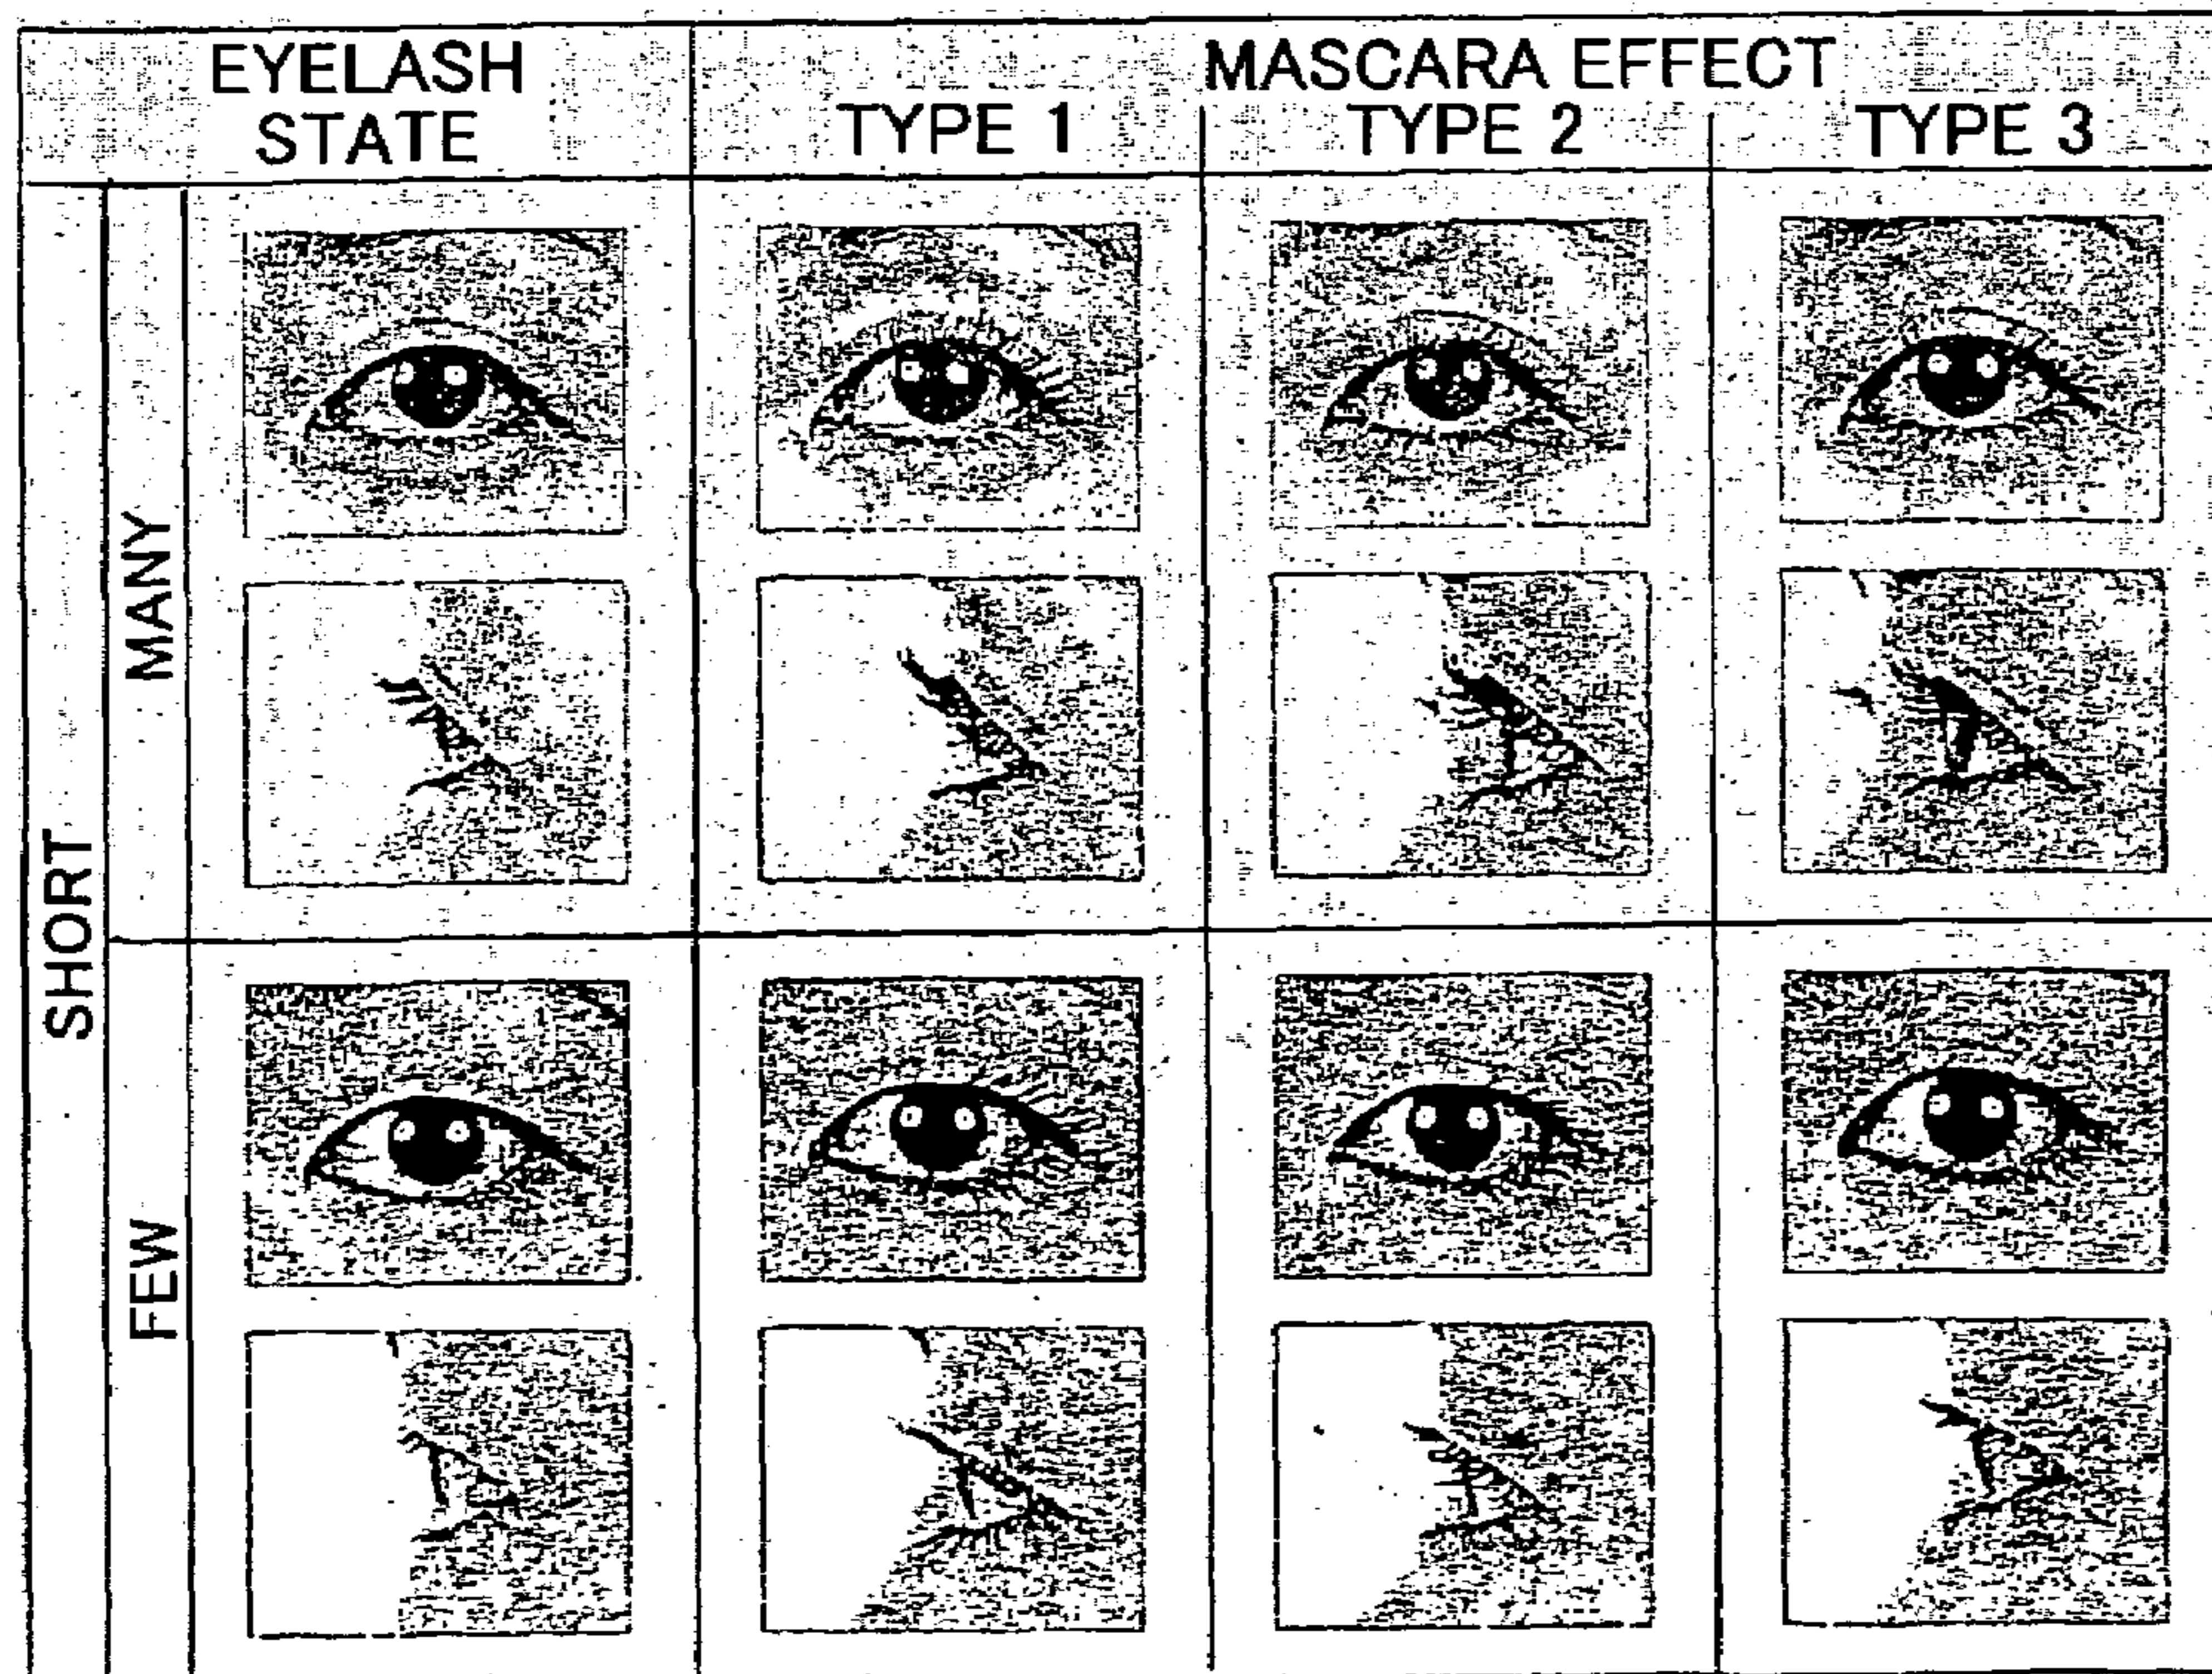 EYELASH
STATE
MASCARA EFFECT
TYPE 1
TYPE 2
TYPE 3
SHORT
MANY
FEW